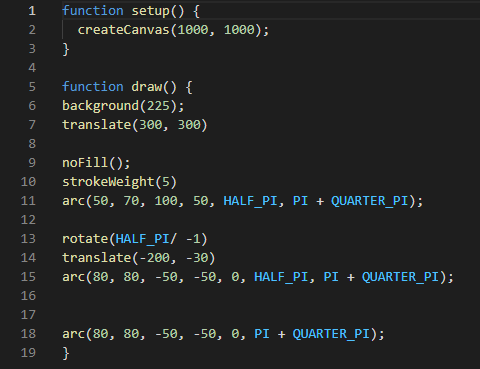 1 function setup() {
2 createCanvas(1000, 1000);
3 }
4
5 function draw() {
6 background(225);
7 translate(300, 300)
8
9 noFill();
10 strokeWeight(5)
11 arc(50, 70, 100, 50, HALF_PI, PI + QUARTER_PI);
12
13 rotate(HALF_PI/ -1)
14 translate(-200, -30)
15 arc(80, 80, -50, -50, 0, HALF_PI, PI + QUARTER_PI);
16
17
18 arc(80, 80, -50, -50, 0, PI + QUARTER_PI);
19 }